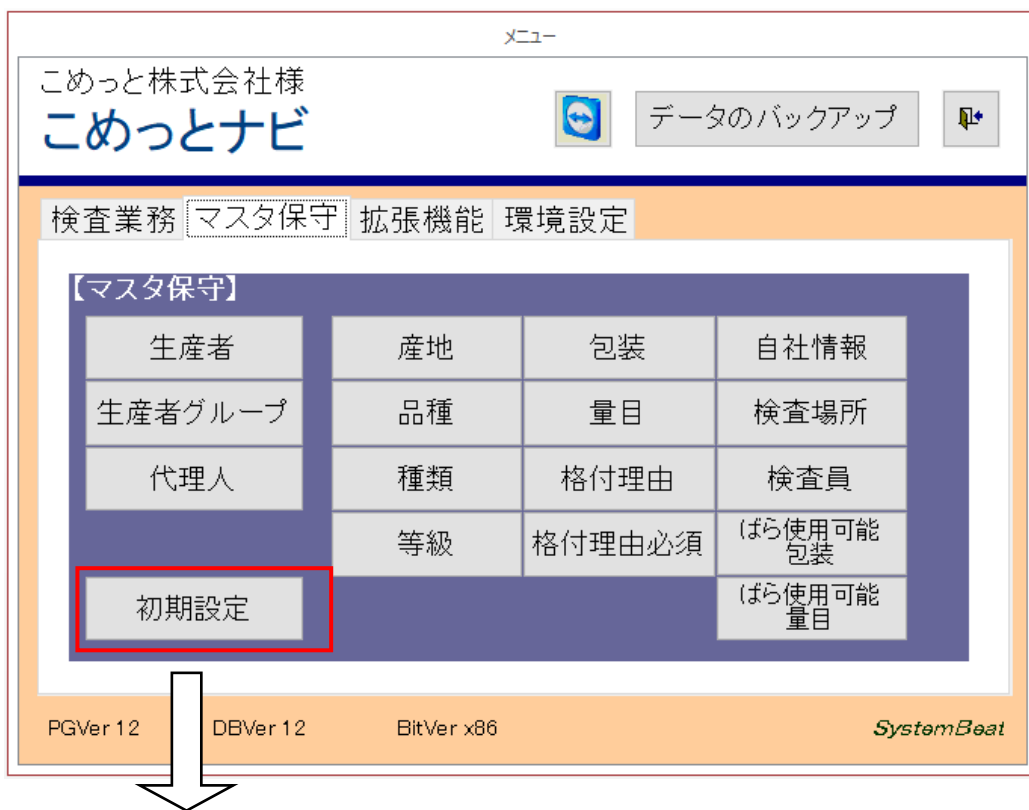 メニュー
こめっと株式会社様
こめっとナビ
データのバックアップ
検査業務 マスタ保守 拡張機能 環境設定
【マスタ保守】
生産者 産地 包装 自社情報
生産者グループ 品種 量目 検査場所
代理人 種類 格付理由 検査員
等級 格付理由必須 ばら使用可能
包装
初期設定 ばら使用可能
量目
PGVer 12 DBVer 12 BitVer x86 SystemBeat